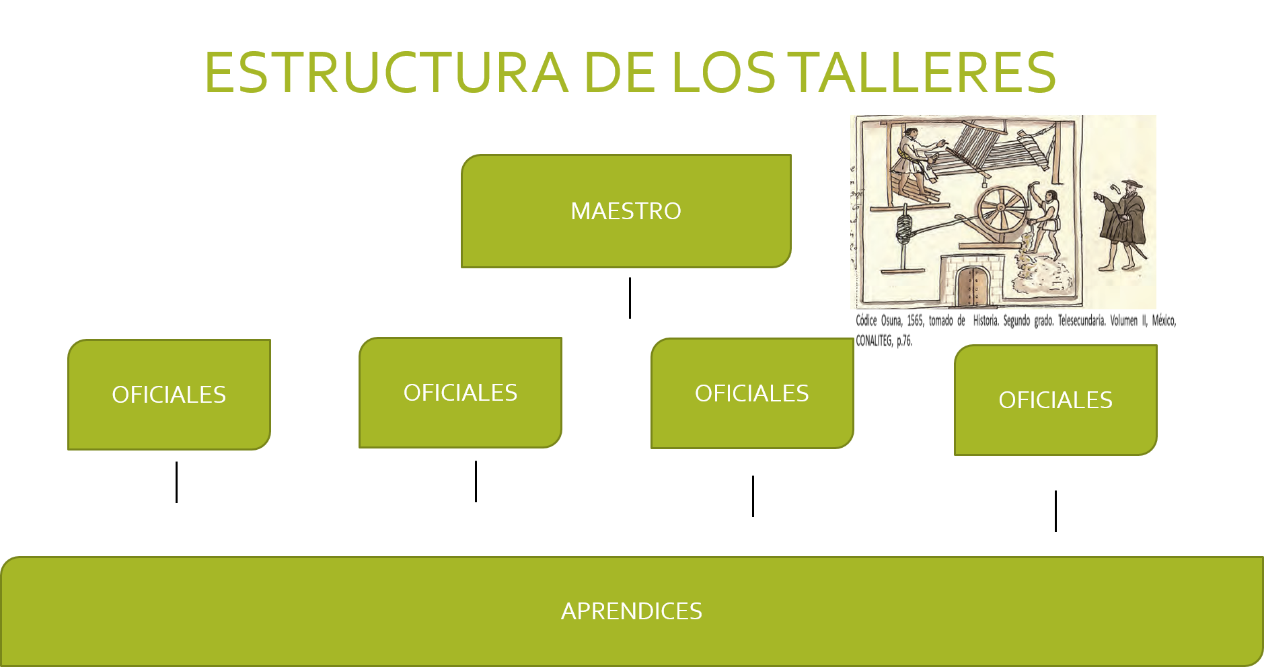 ESTRUCTURA DE LOS TALLERES
MAESTRO
Códice Osuna, 1565, tomado de Historia. Segundo grado. Telesecundaria. Volumen II, México,
CONALITEG, p.76.
OFICIALES
OFICIALES
OFICIALES
OFICIALES
APRENDICES